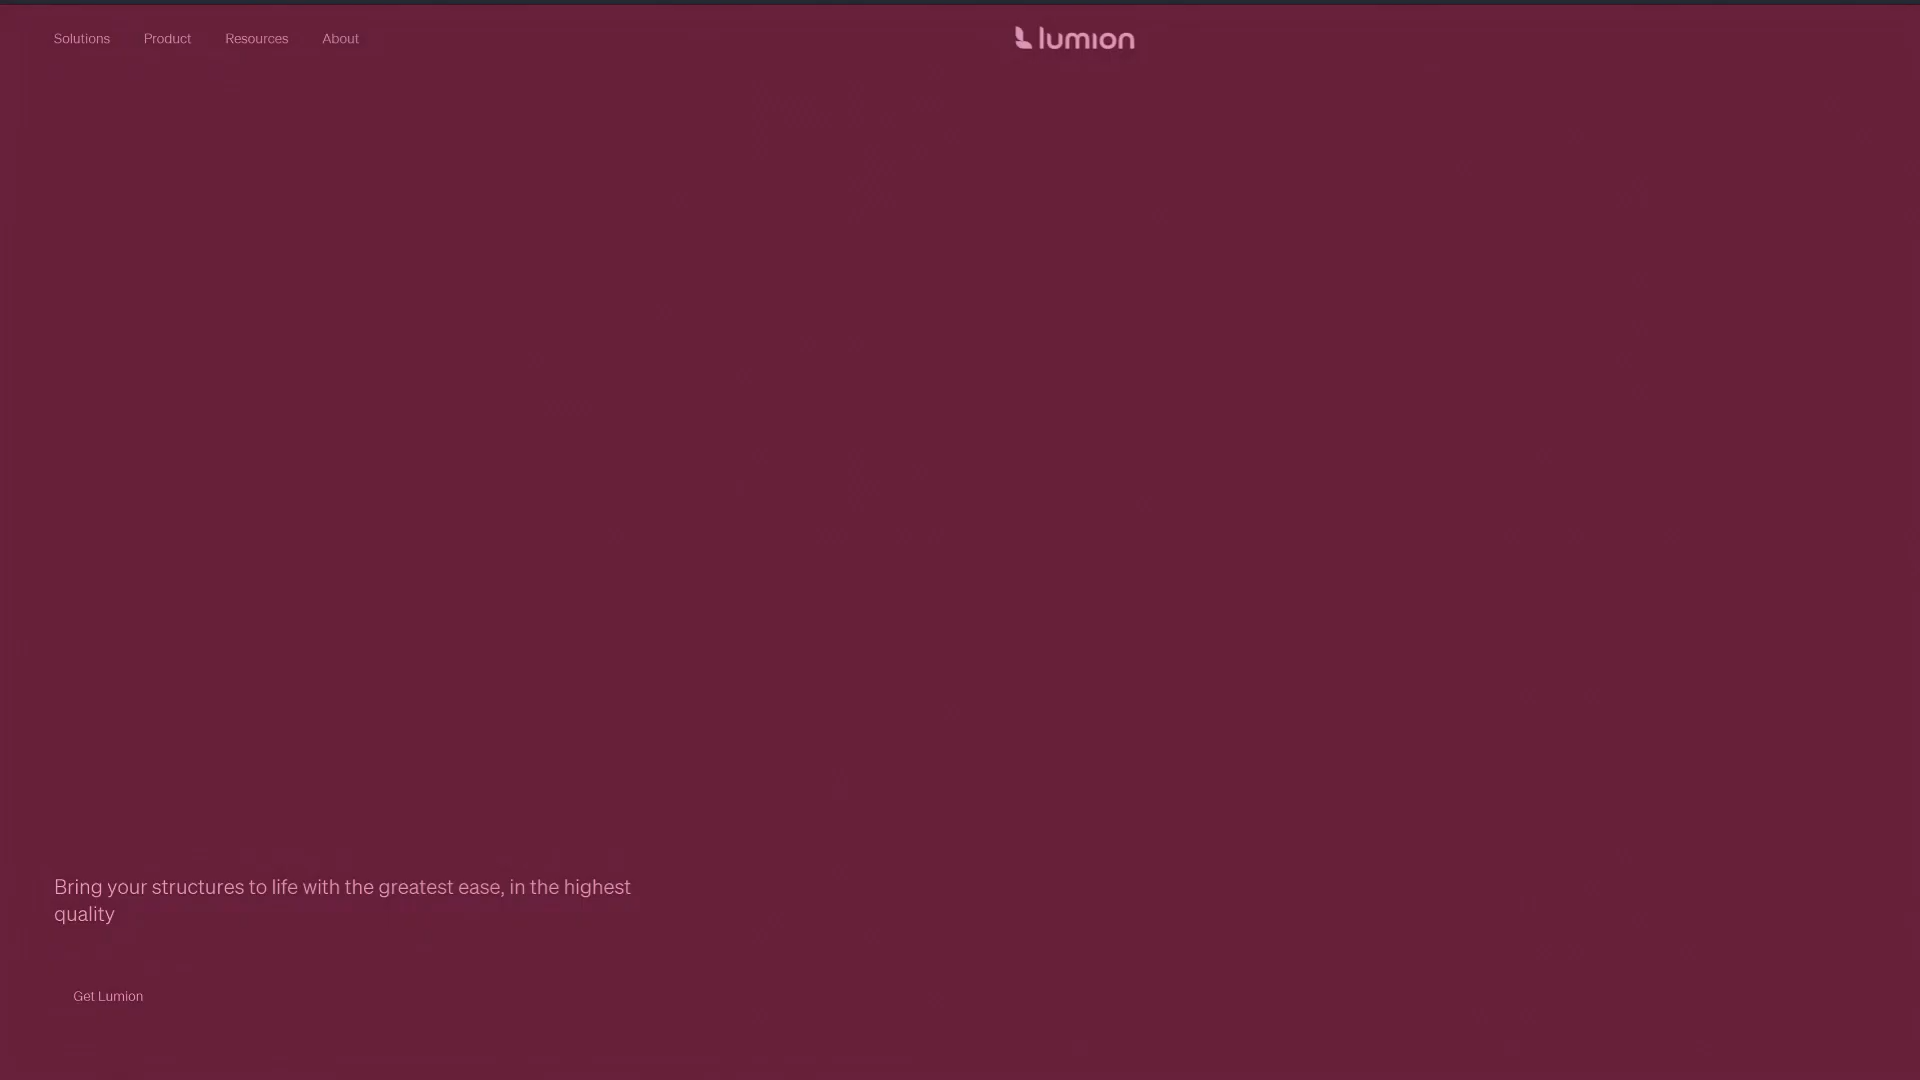 Solutions Product Resources About lumion
Bring your structures to life with the greatest ease, in the highest
quality
Get Lumion